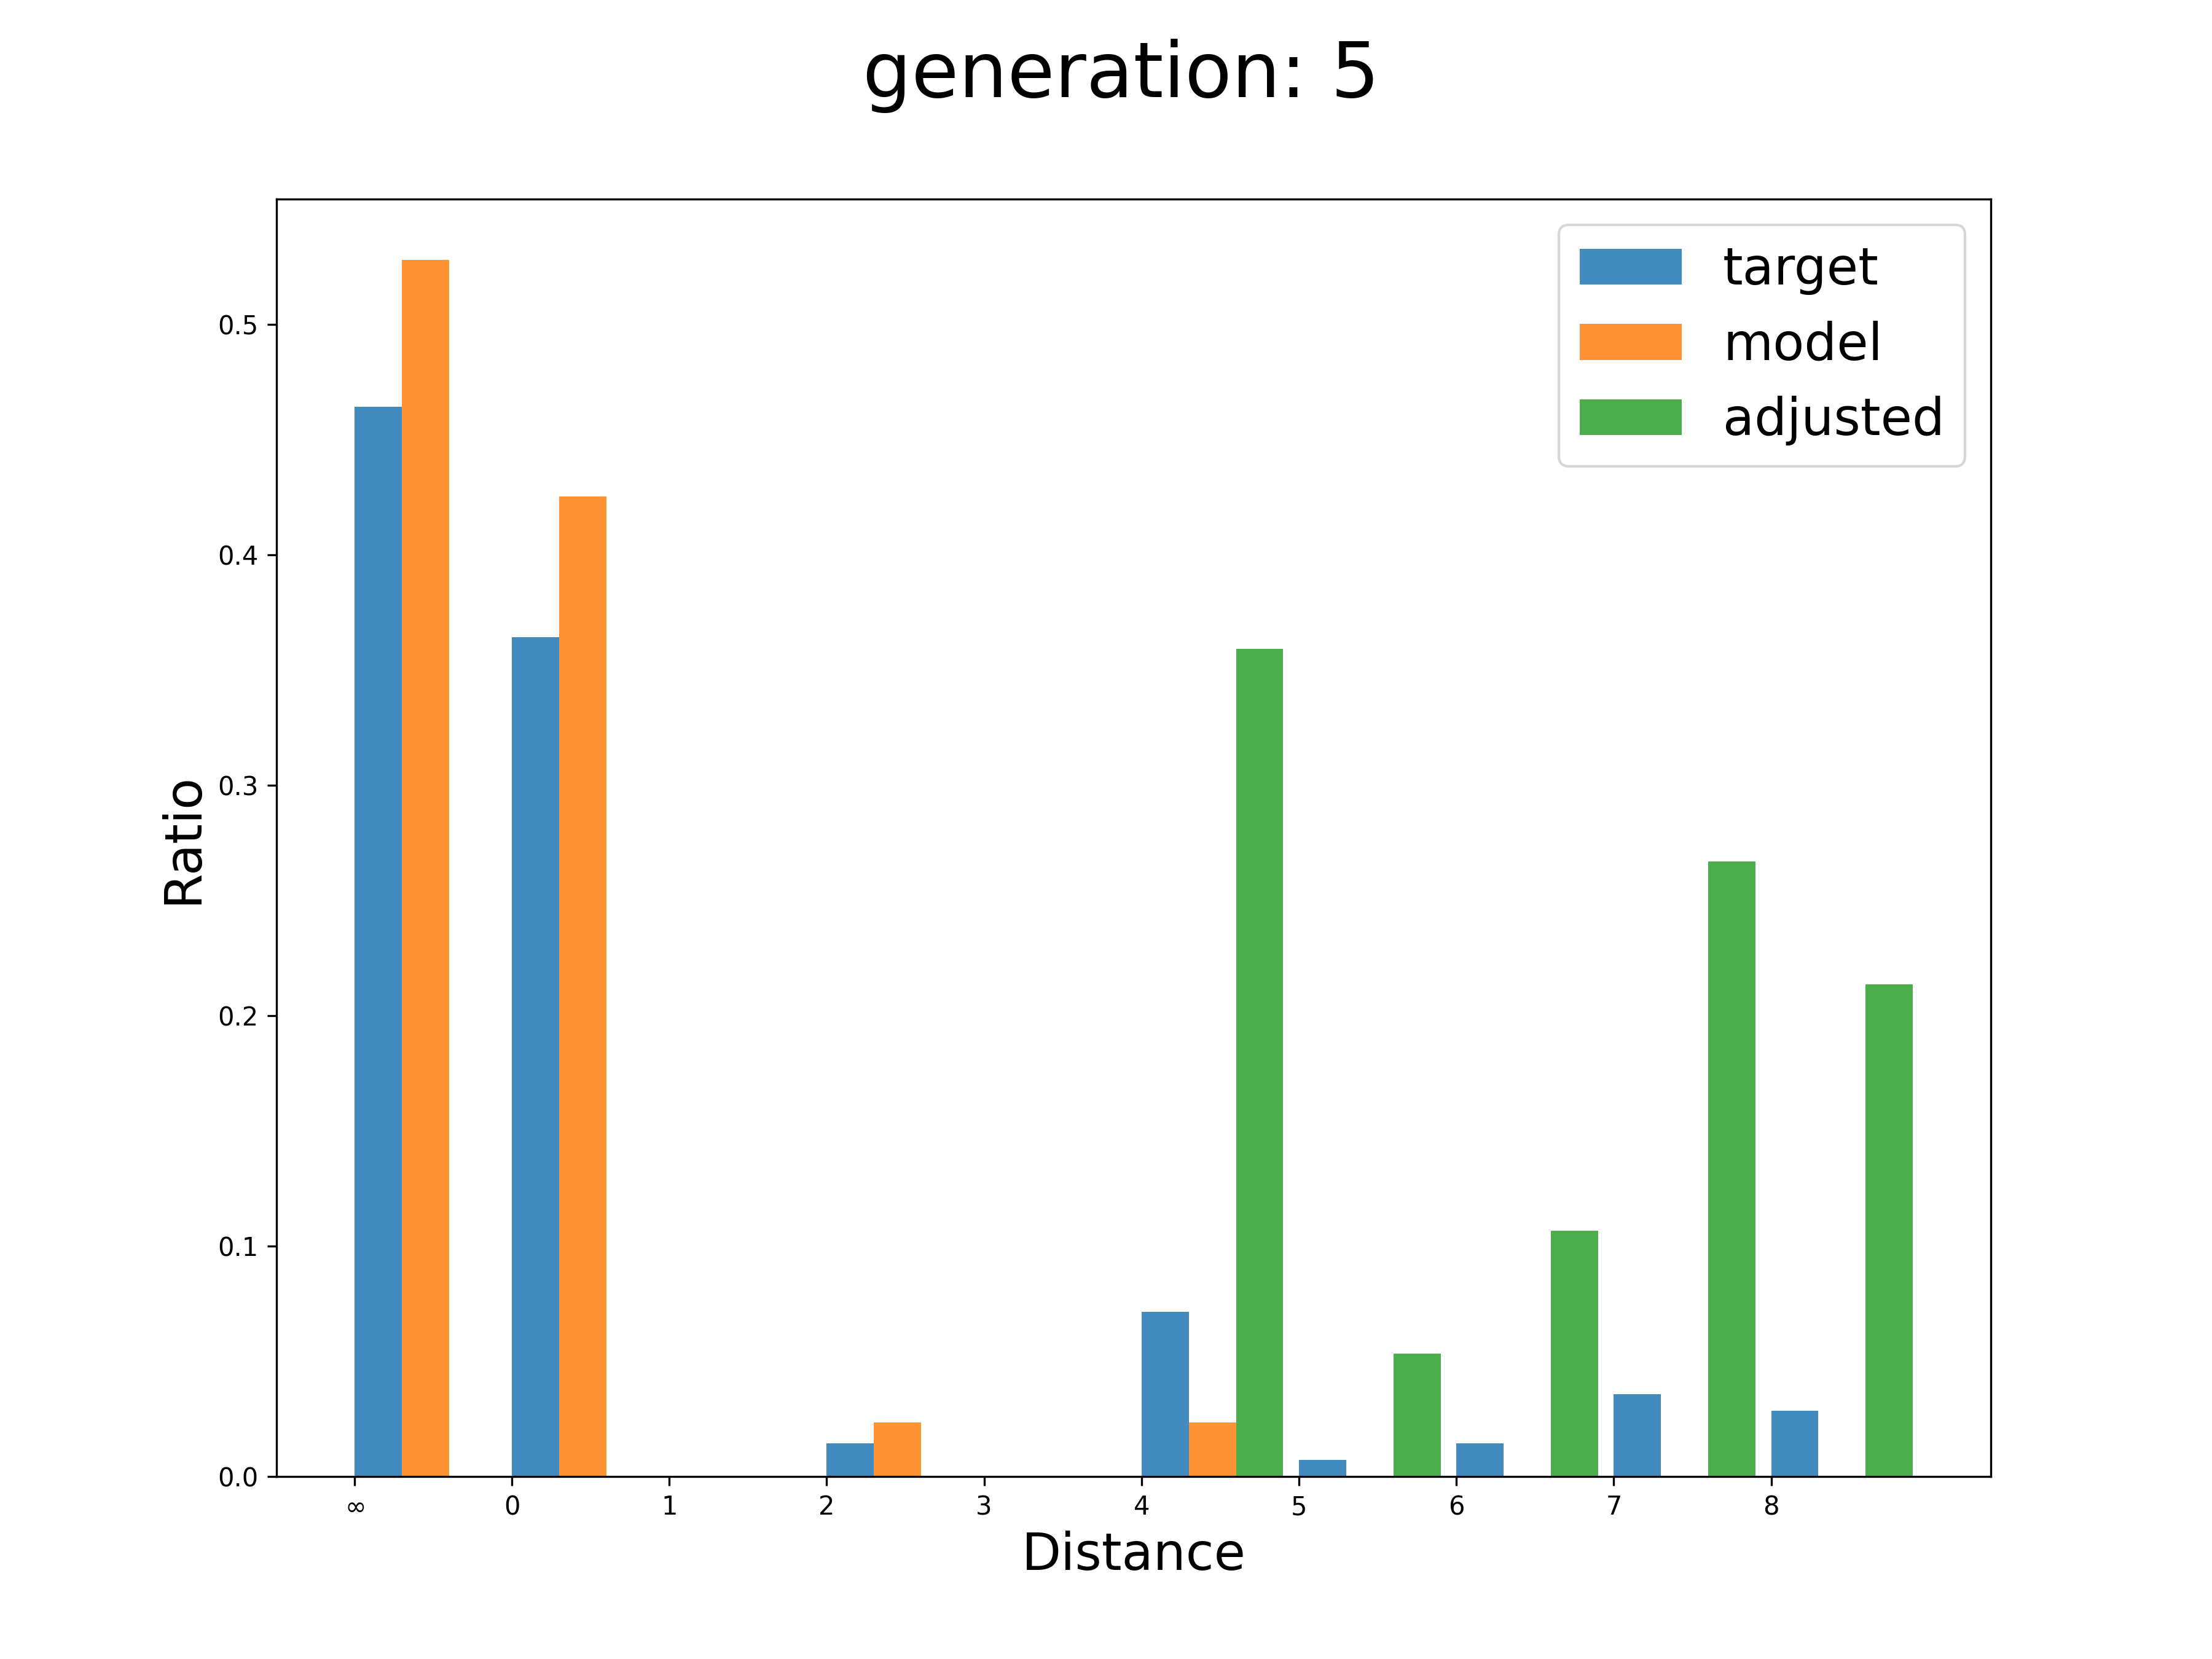 generation: 5
target
model
adjusted
0.5
0.4
0.3
0.2
0.1
0.0
Ratio
∞ 0 1 2 3 4 5 6 7 8
Distance